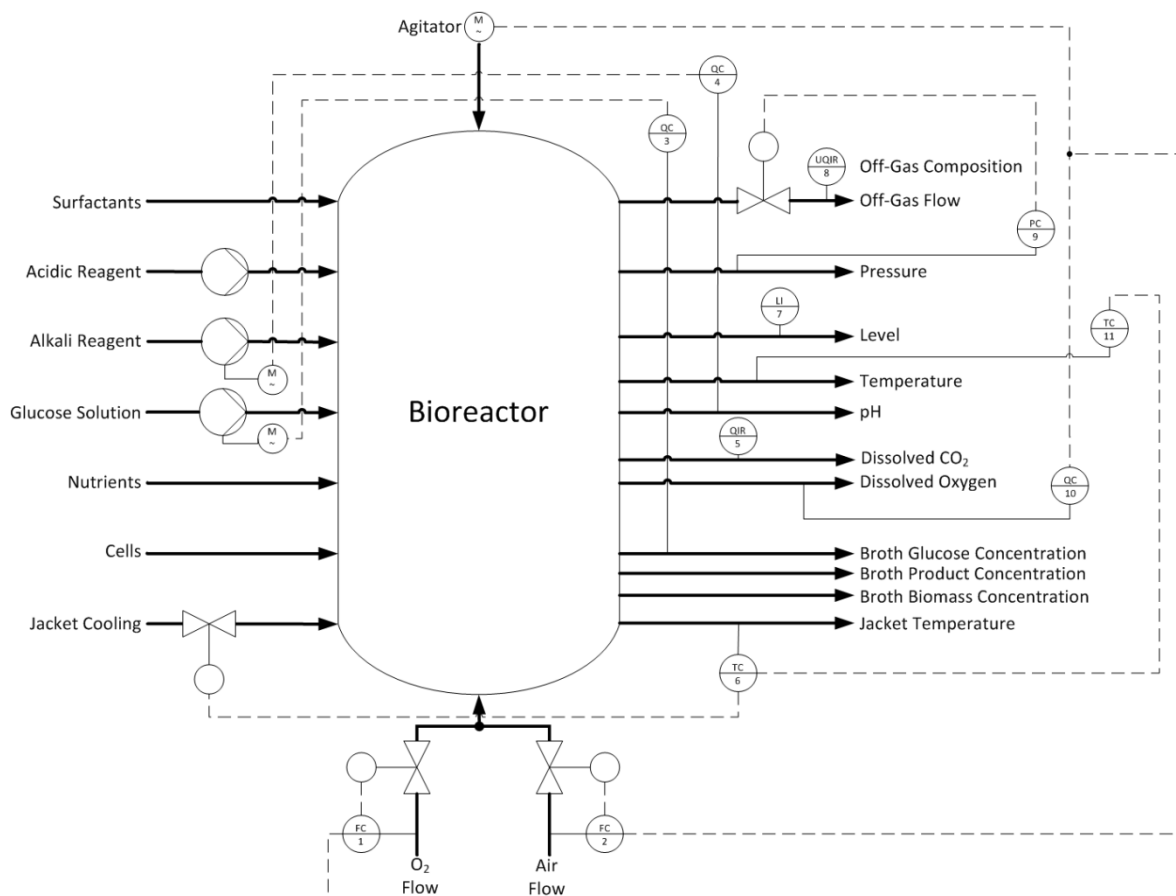 Agitator
M
~
QC
4
QC
3
UQIR
8
Off-Gas Composition
Surfactants
Off-Gas Flow
PC
9
Acidic Reagent
Pressure
LI
7
TC
11
Alkali Reagent
Level
M
~
Temperature
Glucose Solution
Bioreactor
pH
M
~
QIR
5
Dissolved CO₂
Nutrients
Dissolved Oxygen
QC
10
Cells
Broth Glucose Concentration
Broth Product Concentration
Broth Biomass Concentration
Jacket Cooling
Jacket Temperature
TC
6
FC
1
FC
2
O₂
Flow
Air
Flow